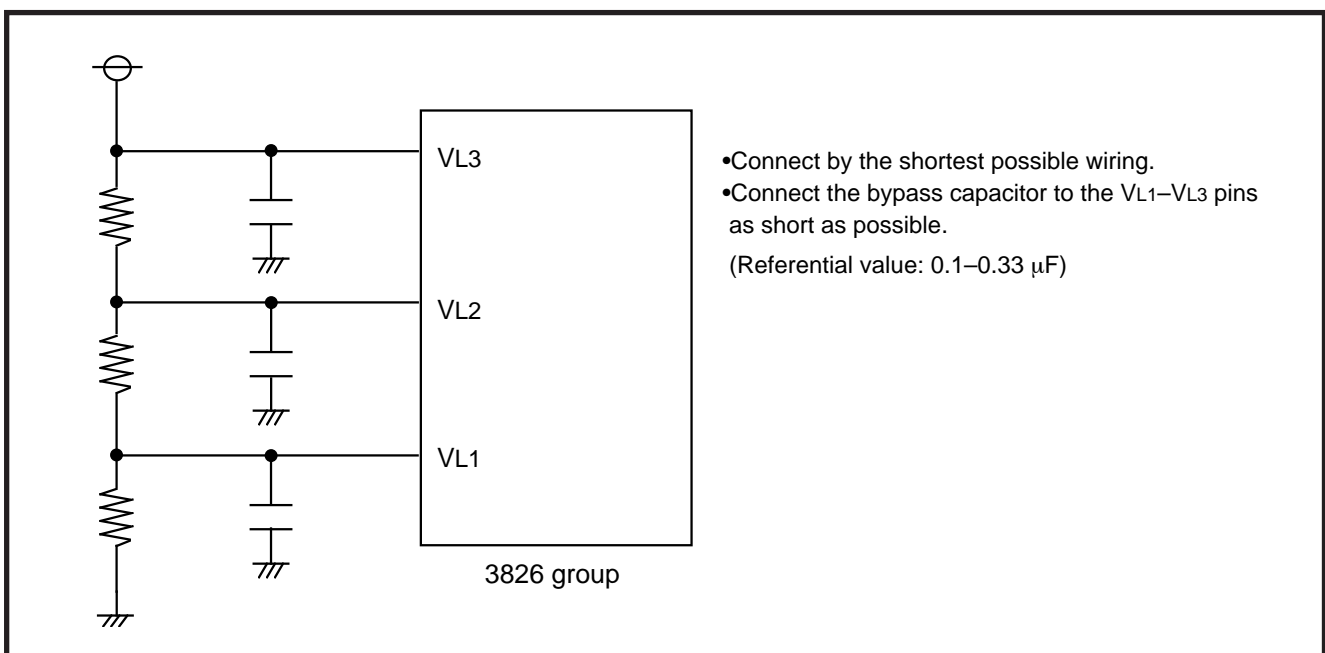 VL3
•Connect by the shortest possible wiring.
•Connect the bypass capacitor to the VL1–VL3 pins
as short as possible.
(Referential value: 0.1–0.33 μF)
VL2
VL1
3826 group